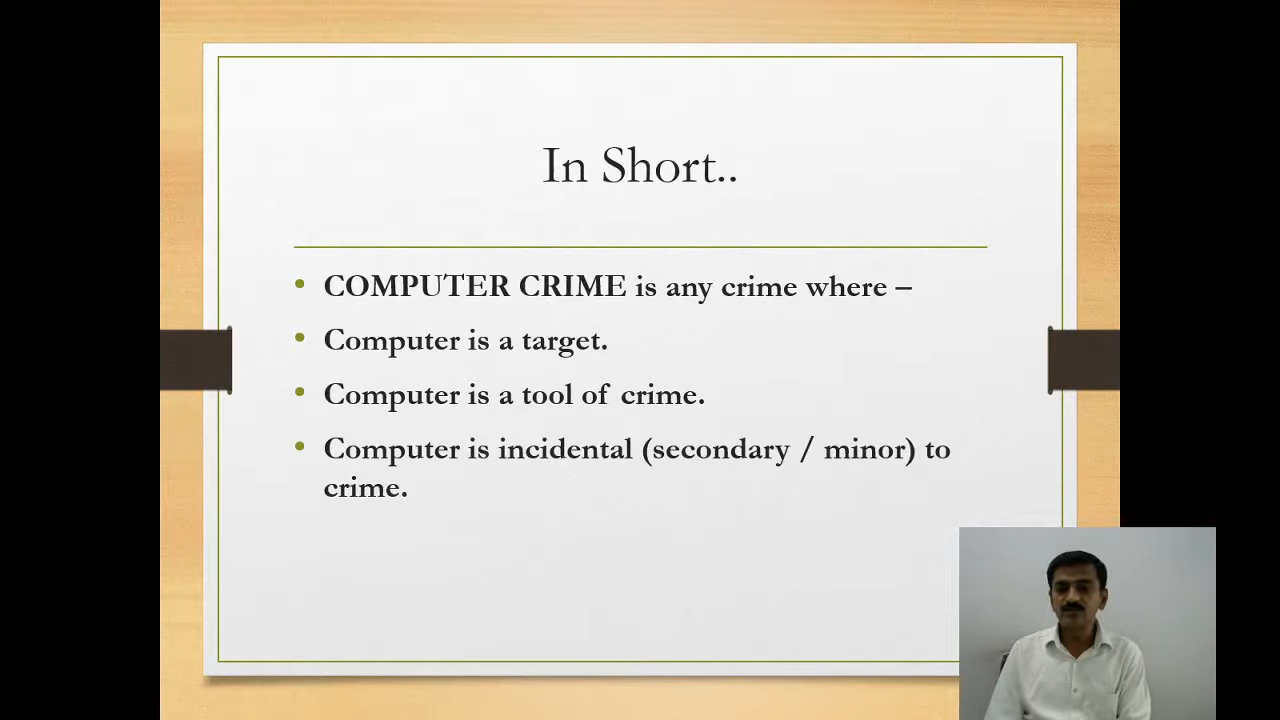 In Short..
• COMPUTER CRIME is any crime where –
• Computer is a target.
• Computer is a tool of crime.
• Computer is incidental (secondary / minor) to
crime.